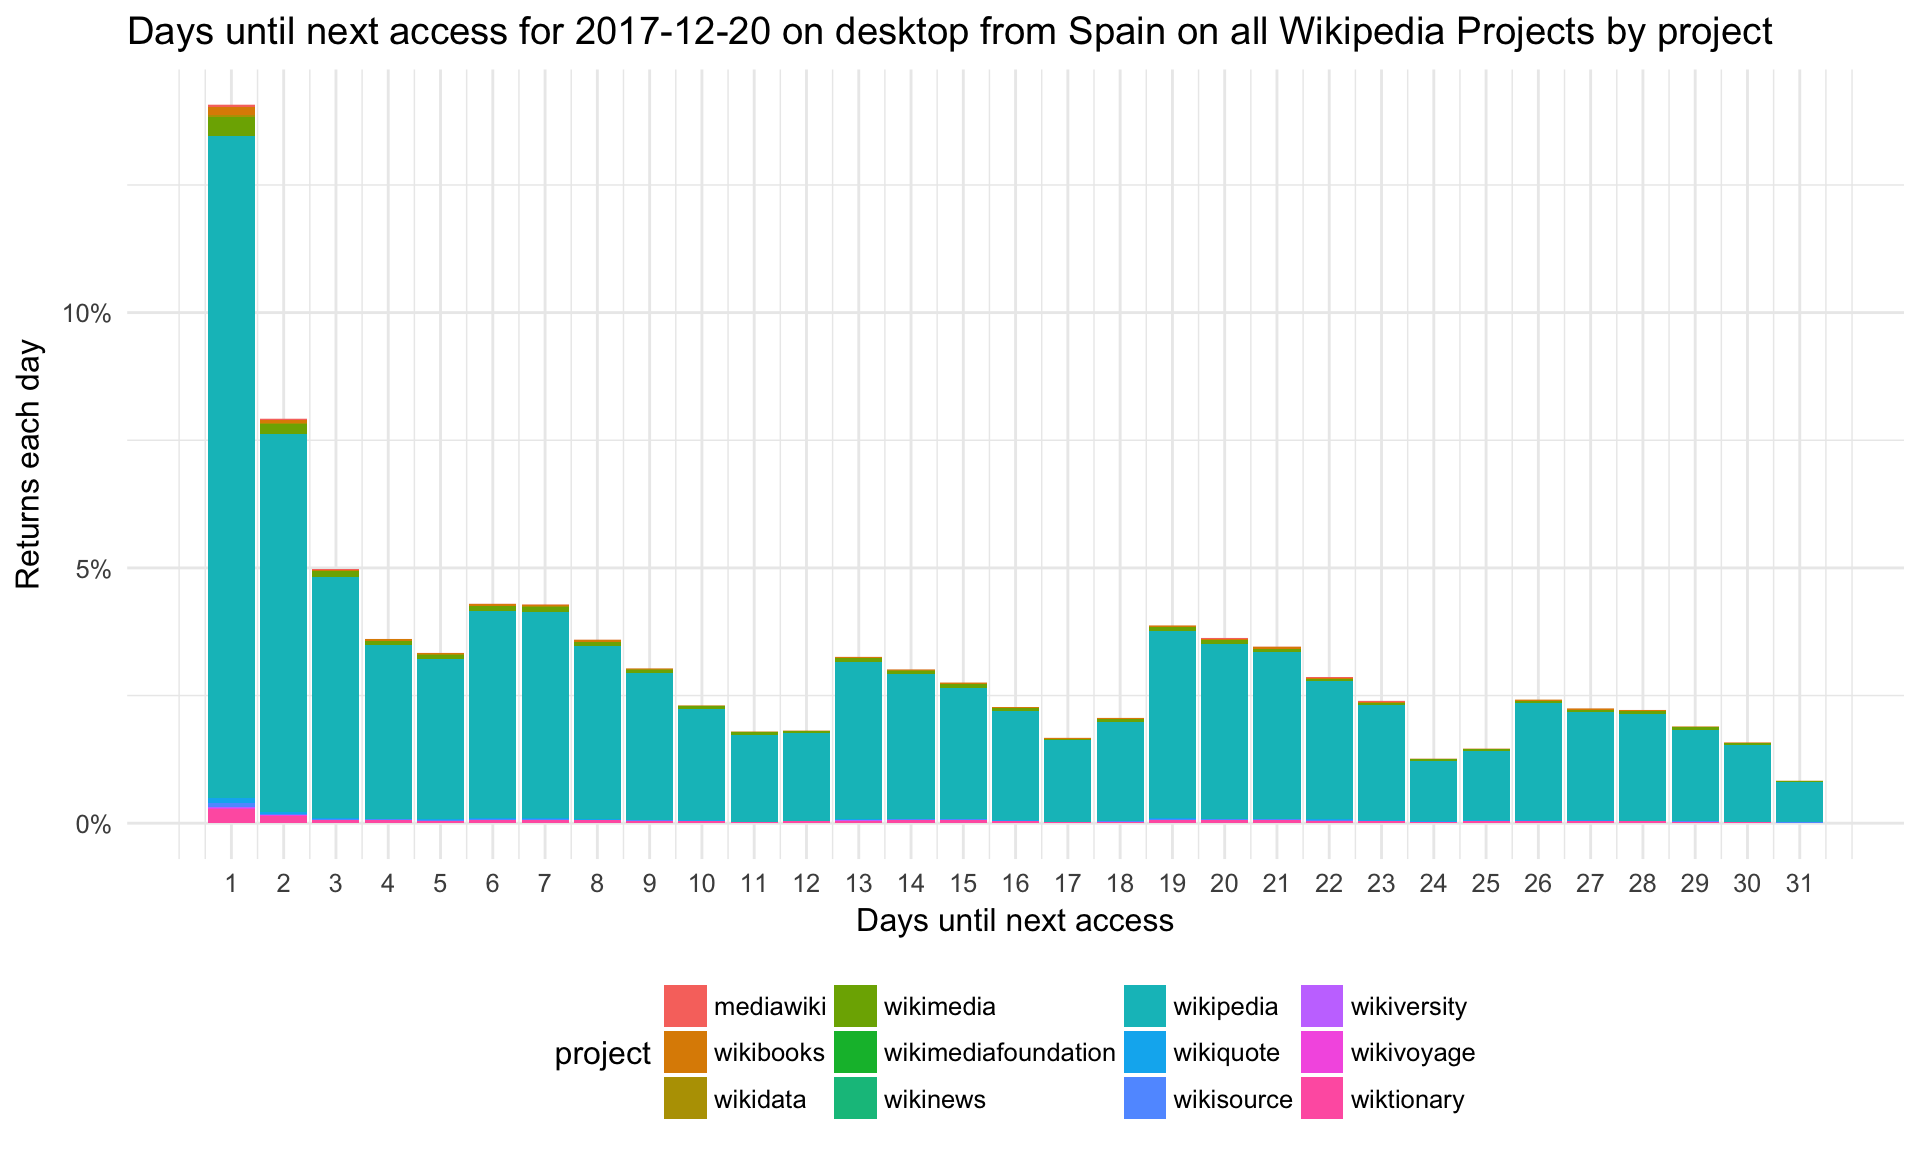 Days until next access for 2017-12-20 on desktop from Spain on all Wikipedia Projects by project
Returns each day
10%
5%
0%
1 2 3 4 5 6 7 8 9 10 11 12 13 14 15 16 17 18 19 20 21 22 23 24 25 26 27 28 29 30 31
Days until next access
project
mediawiki wikimedia wikipedia wikiversity
wikibooks wikimediafoundation wikiquote wikivoyage
wikidata wikinews wikisource wiktionary